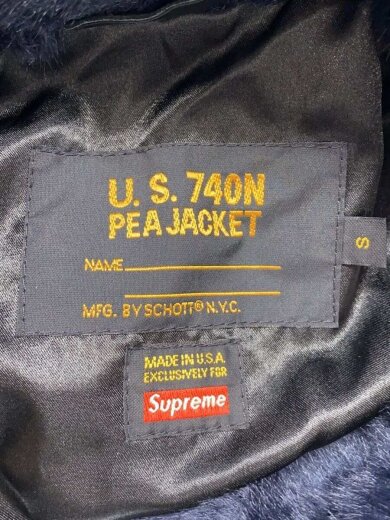 U. S. 740N
PEA JACKET
NAME
MFG. BY SCHOTT® N.Y.C.
S
MADE IN U.S.A.
EXCLUSIVELY FOR
Supreme